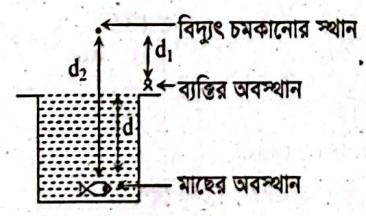 বিদ্যুৎ চমকানোর স্থান
d₁
d₂
ব্যক্তির অবস্থান
d
মাছের অবস্থান